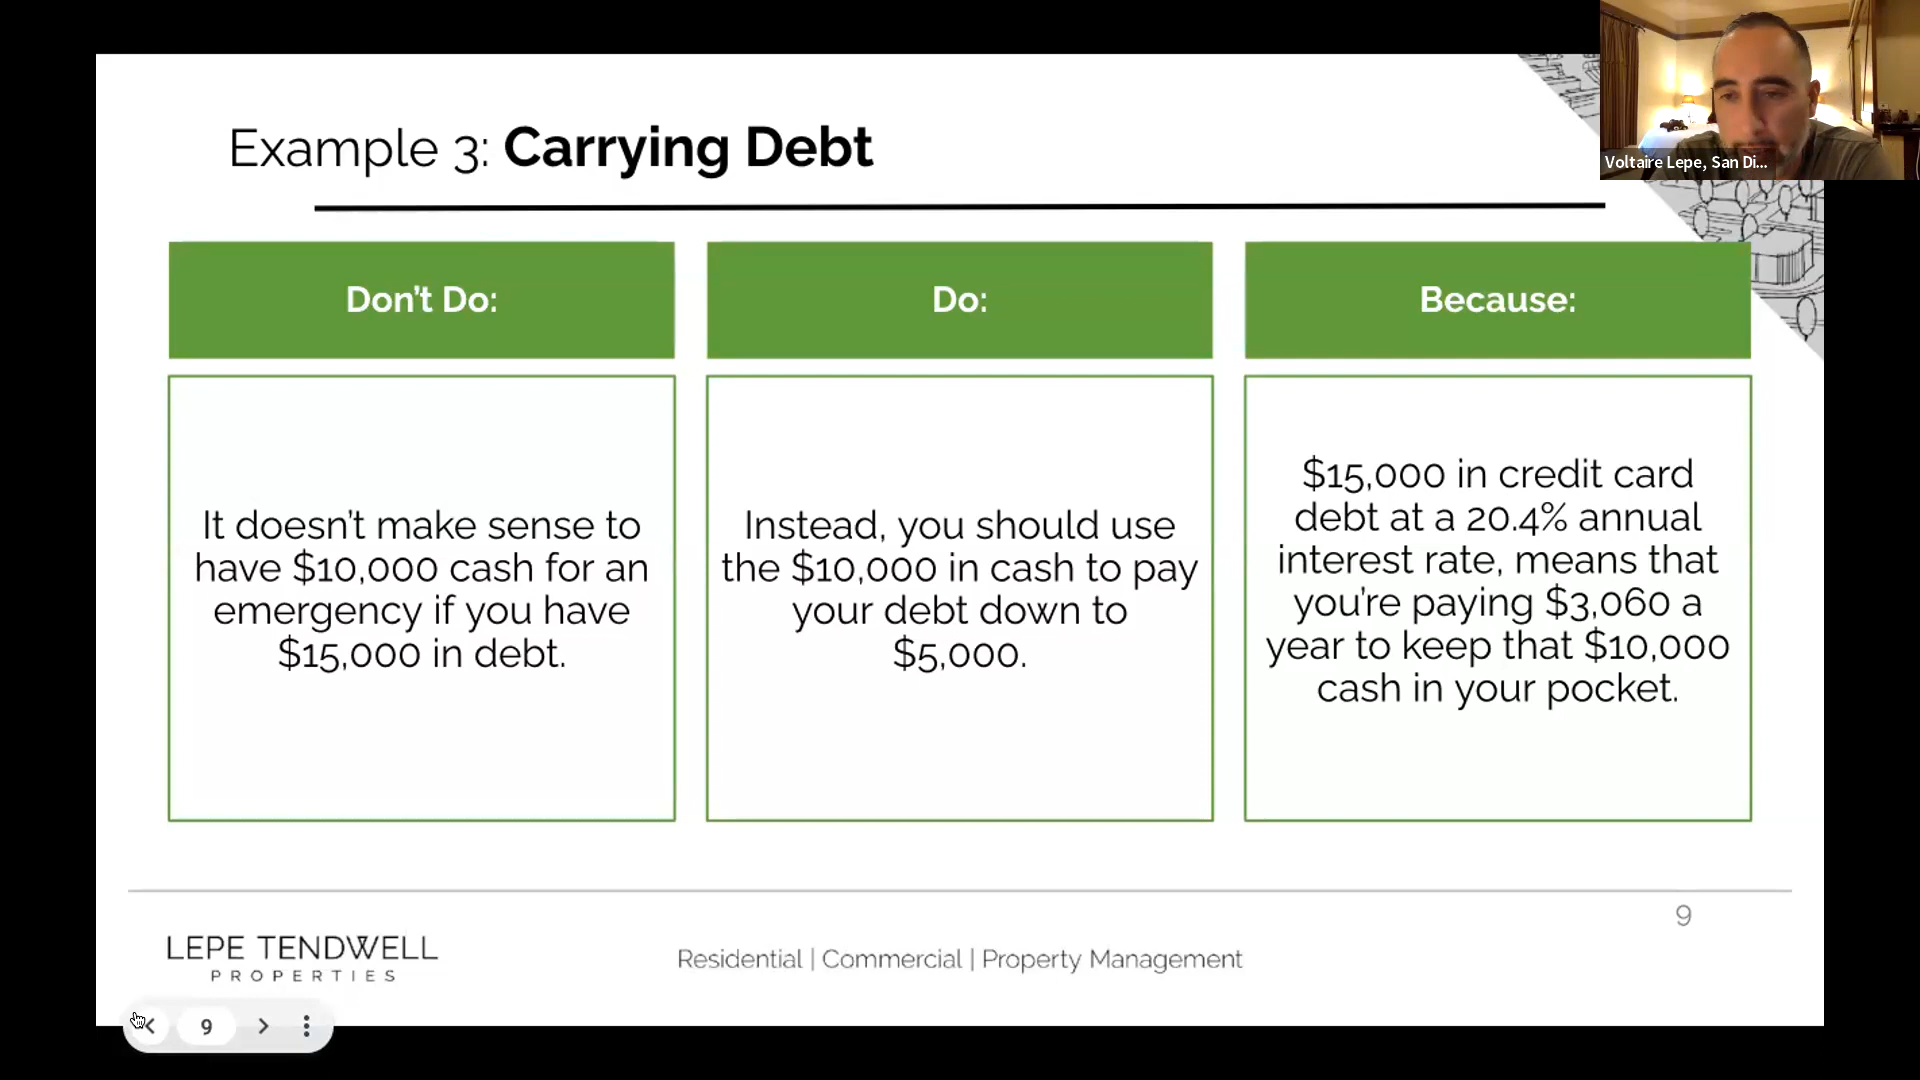 Voltaire Lepe, San Di...
Example 3: Carrying Debt
Don't Do:
It doesn't make sense to
have $10,000 cash for an
emergency if you have
$15,000 in debt.
Do:
Instead, you should use
the $10,000 in cash to pay
your debt down to
$5,000.
Because:
$15,000 in credit card
debt at a 20.4% annual
interest rate, means that
you're paying $3,060 a
year to keep that $10,000
cash in your pocket.
9
LEPE TENDWELL
PROPERTIES
Residential | Commercial | Property Management
9